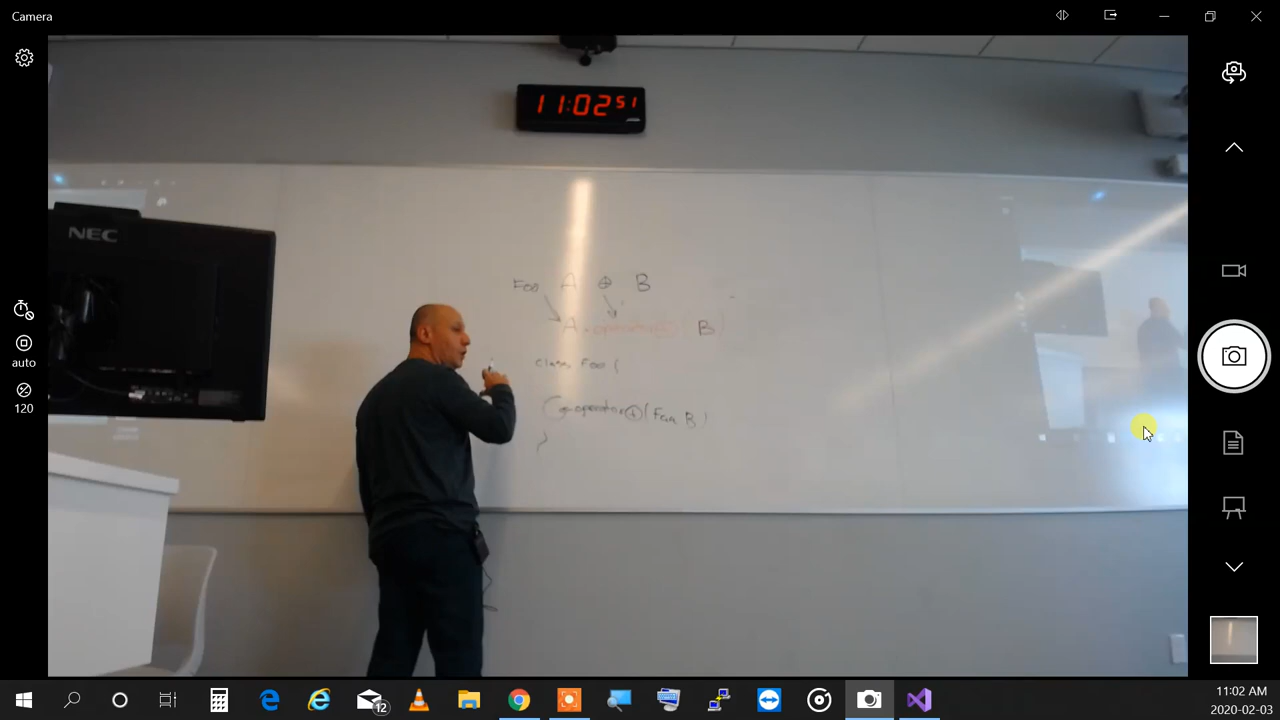 Camera
11:02 51
NEC
Foo A ⊕ B
A . operator⊕( B )
class Foo {
operator⊕(Foo B)
}
auto
120
12
11:02 AM
2020-02-03